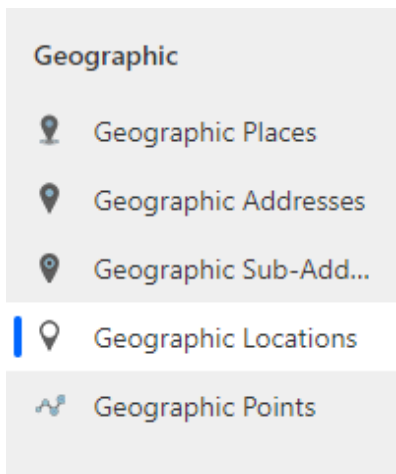 Geographic
Geographic Places
Geographic Addresses
Geographic Sub-Add...
Geographic Locations
Geographic Points